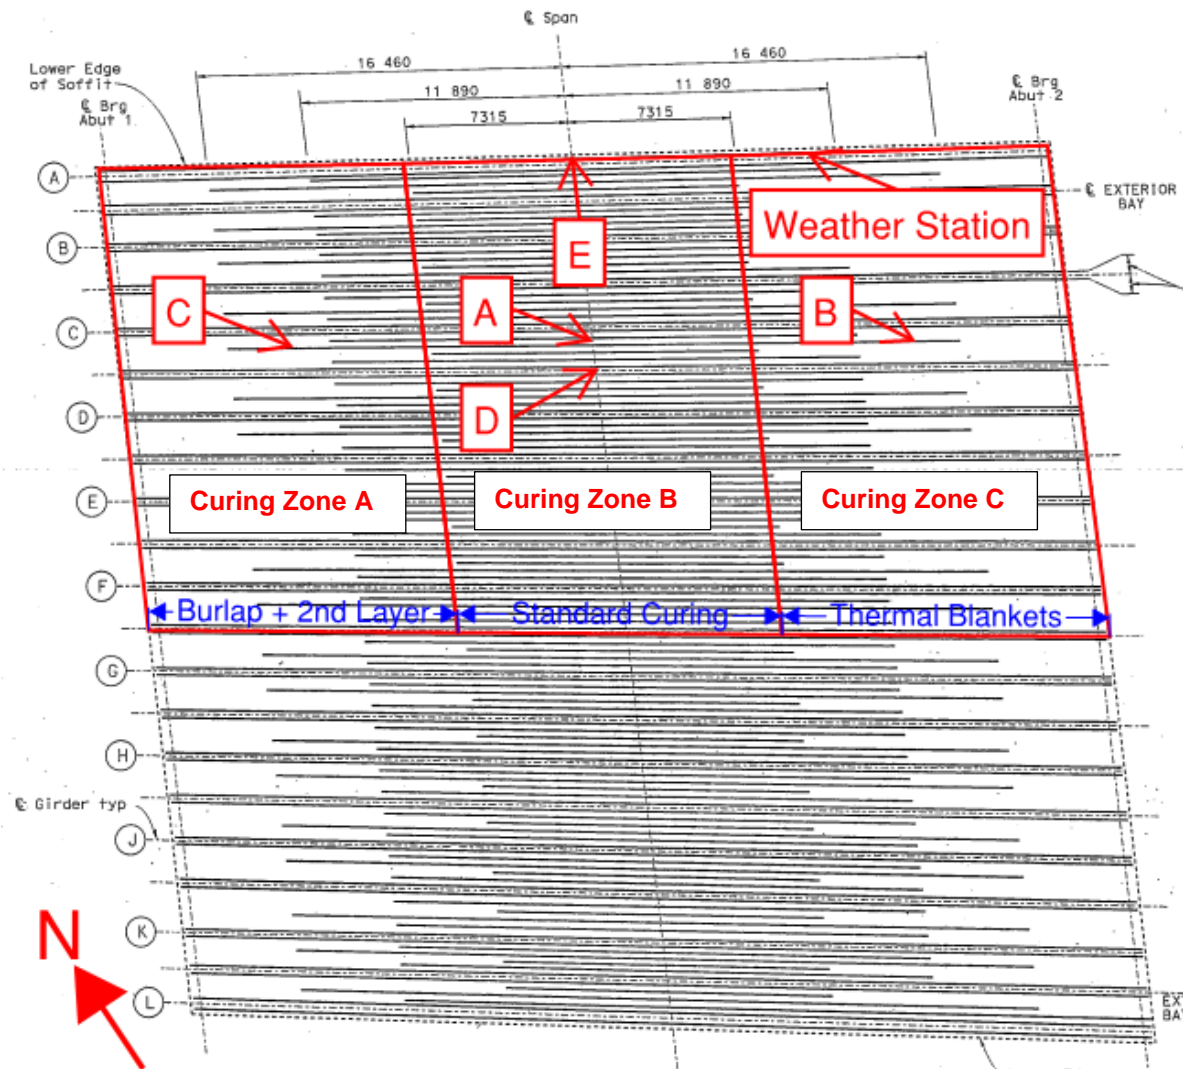 ℄ Span
16 460
16 460
Lower Edge
of Soffit
℄ Brg
Abut 1
11 890
11 890
℄ Brg
Abut 2
7315
7315
A
℄ EXTERIOR
BAY
Weather Station
B
E
C
A
B
C
D
D
Curing Zone A
Curing Zone B
Curing Zone C
E
F
Burlap + 2nd Layer
Standard Curing
Thermal Blankets
G
H
℄ Girder typ
J
K
N
L
EX
BA